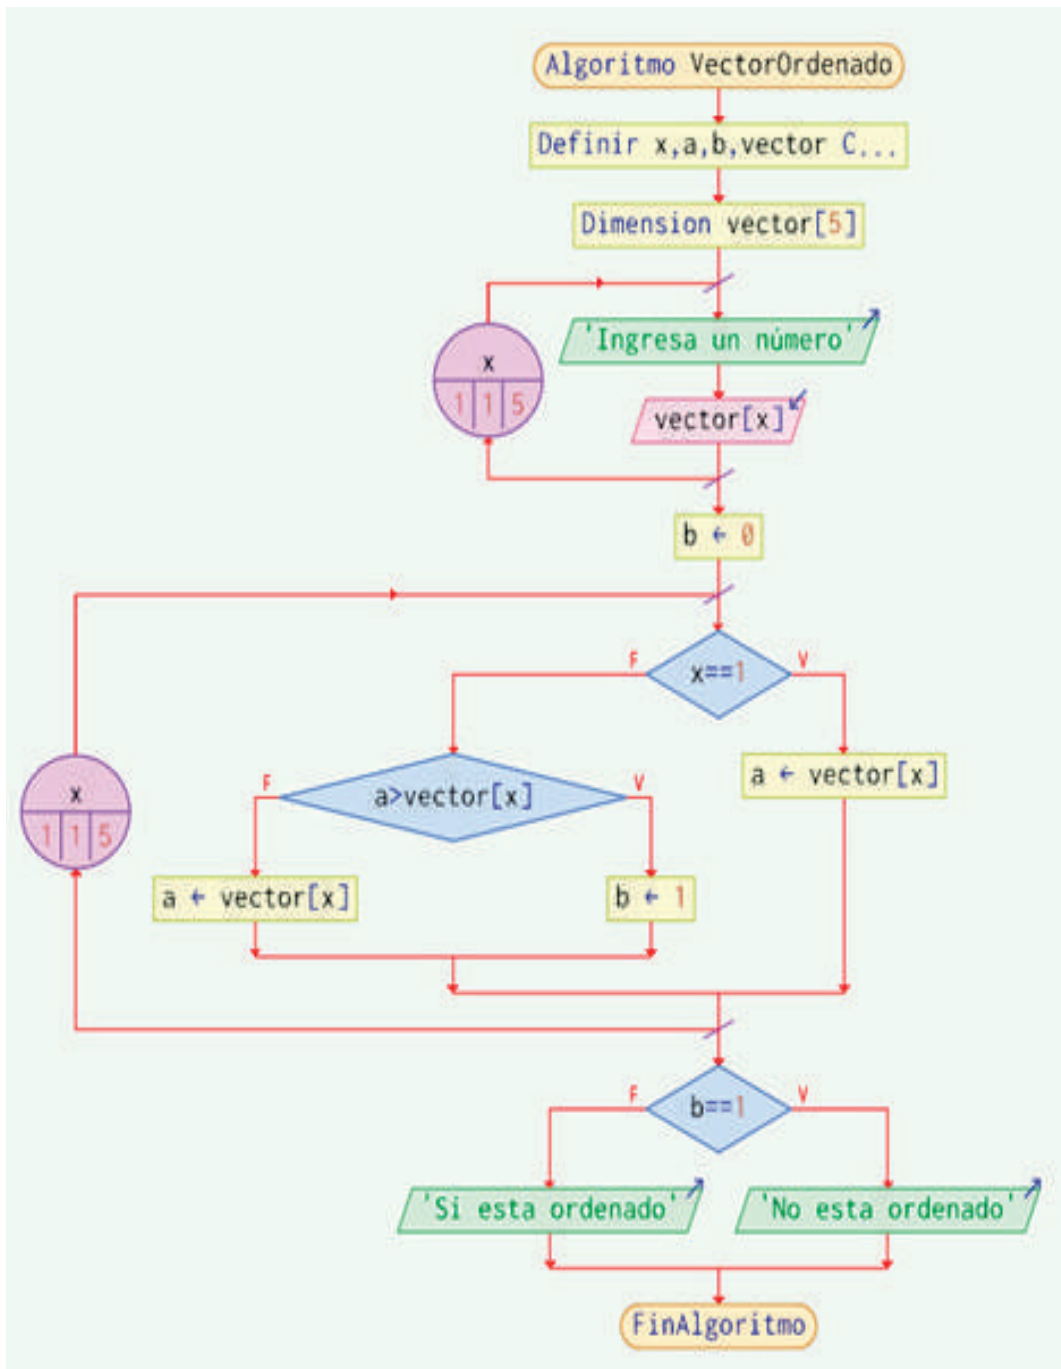 Algoritmo VectorOrdenado
Definir x,a,b,vector C...
Dimension vector[5]
'Ingresa un número'
x
1 1 5
vector[x]
b ← 0
F
x==1
V
a ← vector[x]
x
1 1 5
F
a>vector[x]
V
a ← vector[x]
b ← 1
F
b==1
V
'Si esta ordenado'
'No esta ordenado'
FinAlgoritmo